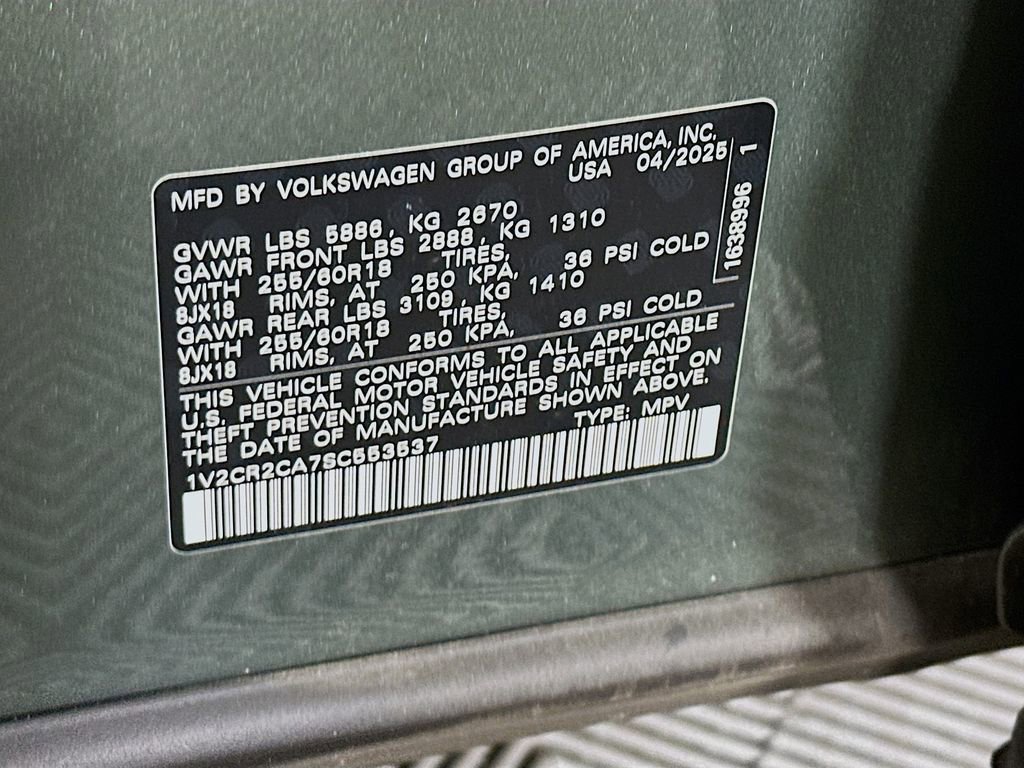 MFD BY VOLKSWAGEN GROUP OF AMERICA, INC.
USA 04/2025
GVWR LBS 5886, KG 2670
GAWR FRONT LBS 2888, KG 1310
WITH 255/60R18 TIRES,
8JX18 RIMS, AT 250 KPA, 36 PSI COLD
GAWR REAR LBS 3109, KG 1410
WITH 255/60R18 TIRES,
8JX18 RIMS, AT 250 KPA, 36 PSI COLD
THIS VEHICLE CONFORMS TO ALL APPLICABLE
U.S. FEDERAL MOTOR VEHICLE SAFETY AND
THEFT PREVENTION STANDARDS IN EFFECT ON
THE DATE OF MANUFACTURE SHOWN ABOVE.
TYPE: MPV
1V2CR2CA7SC553537
1638996 1